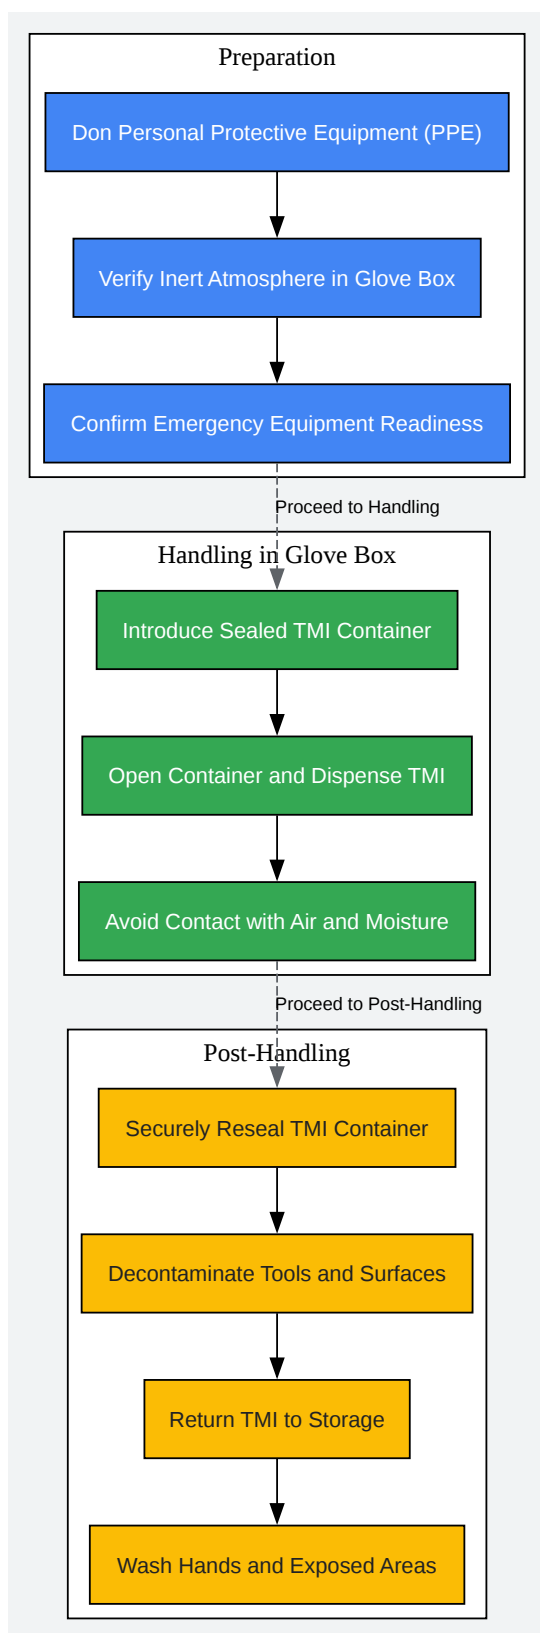 Preparation
Don Personal Protective Equipment (PPE)
Verify Inert Atmosphere in Glove Box
Confirm Emergency Equipment Readiness
Proceed to Handling
Handling in Glove Box
Introduce Sealed TMI Container
Open Container and Dispense TMI
Avoid Contact with Air and Moisture
Proceed to Post-Handling
Post-Handling
Securely Reseal TMI Container
Decontaminate Tools and Surfaces
Return TMI to Storage
Wash Hands and Exposed Areas